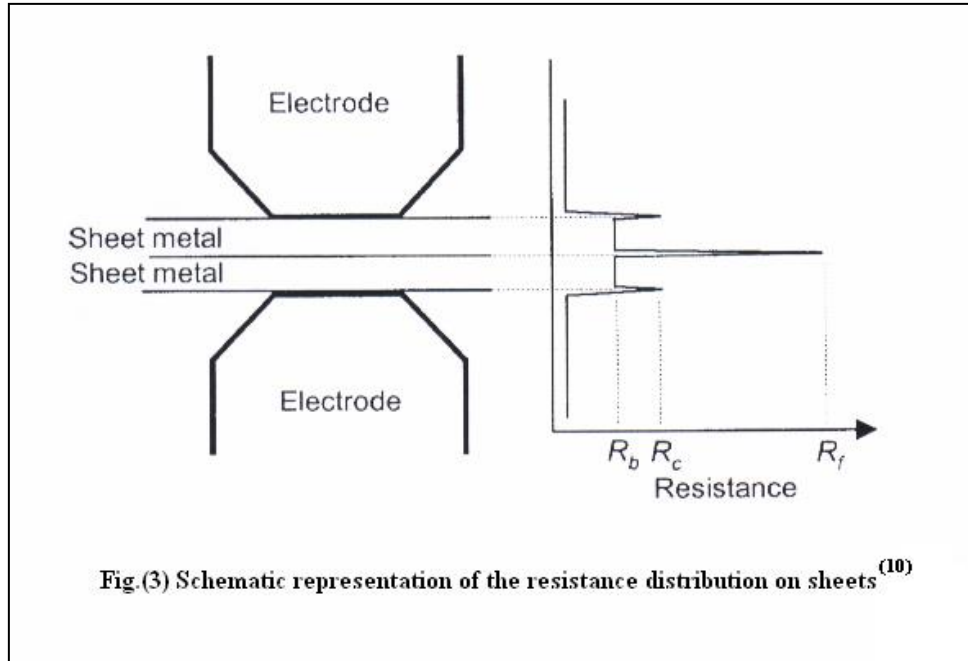 Electrode
Sheet metal
Sheet metal
Electrode
R_b R_c R_f
Resistance
Fig.(3) Schematic representation of the resistance distribution on sheets(10)